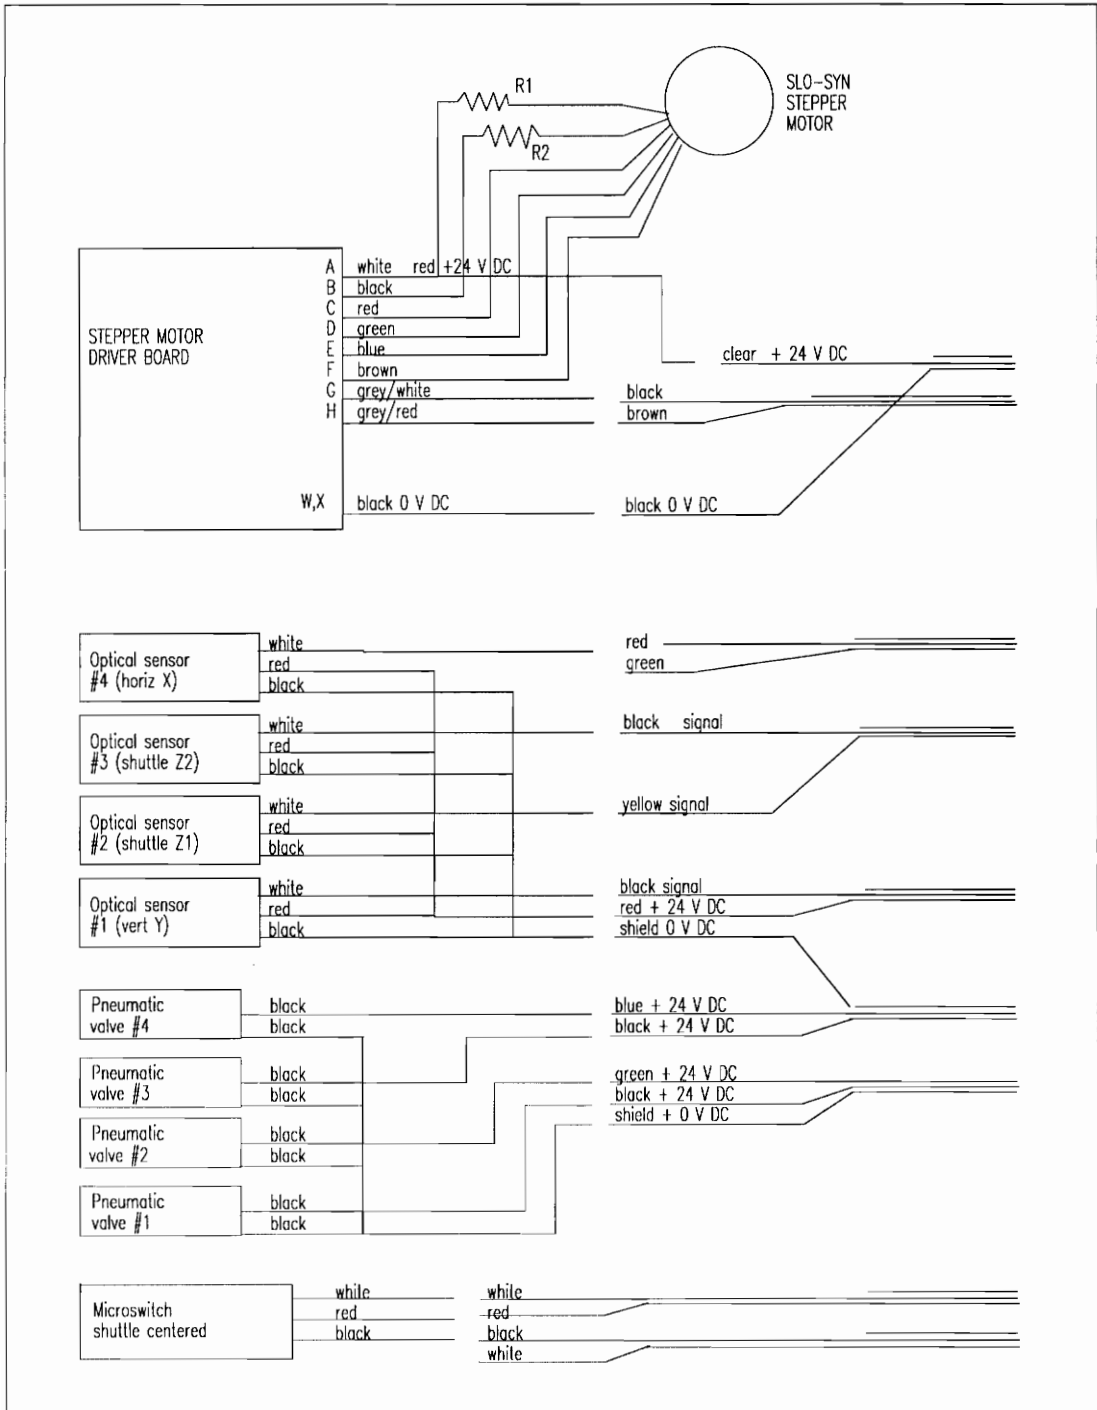 R1
R2
SLO-SYN
STEPPER
MOTOR
STEPPER MOTOR
DRIVER BOARD
A white red +24 V DC
B black
C red
D green
E blue
F brown
G grey/white
H grey/red
W,X black 0 V DC
clear + 24 V DC
black
brown
black 0 V DC
Optical sensor
#4 (horiz X)
white
red
black
red
green
Optical sensor
#3 (shuttle Z2)
white
red
black
black signal
Optical sensor
#2 (shuttle Z1)
white
red
black
yellow signal
Optical sensor
#1 (vert Y)
white
red
black
black signal
red + 24 V DC
shield 0 V DC
Pneumatic
valve #4
black
black
blue + 24 V DC
black + 24 V DC
Pneumatic
valve #3
black
black
green + 24 V DC
black + 24 V DC
shield + 0 V DC
Pneumatic
valve #2
black
black
Pneumatic
valve #1
black
black
Microswitch
shuttle centered
white
red
black
white
red
black
white